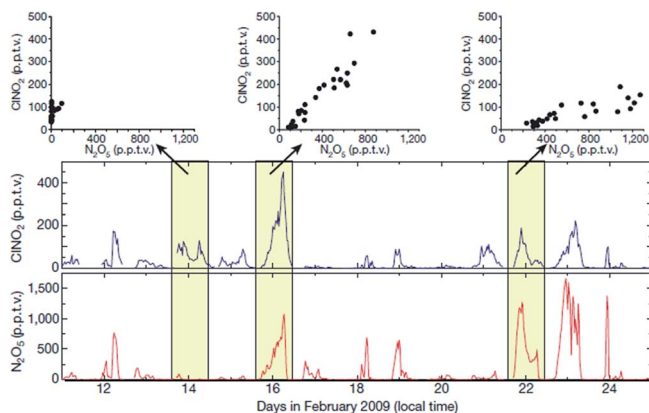 500
400
300
200
100
0
ClNO₂ (p.p.t.v.)
0 400 800 1,200
N₂O₅ (p.p.t.v.)
500
400
300
200
100
0
ClNO₂ (p.p.t.v.)
0 400 800 1,200
N₂O₅ (p.p.t.v.)
500
400
300
200
100
0
ClNO₂ (p.p.t.v.)
0 400 800 1,200
N₂O₅ (p.p.t.v.)
ClNO₂ (p.p.t.v.)
400
200
0
N₂O₅ (p.p.t.v.)
1,500
1,000
500
0
12 14 16 18 20 22 24
Days in February 2009 (local time)